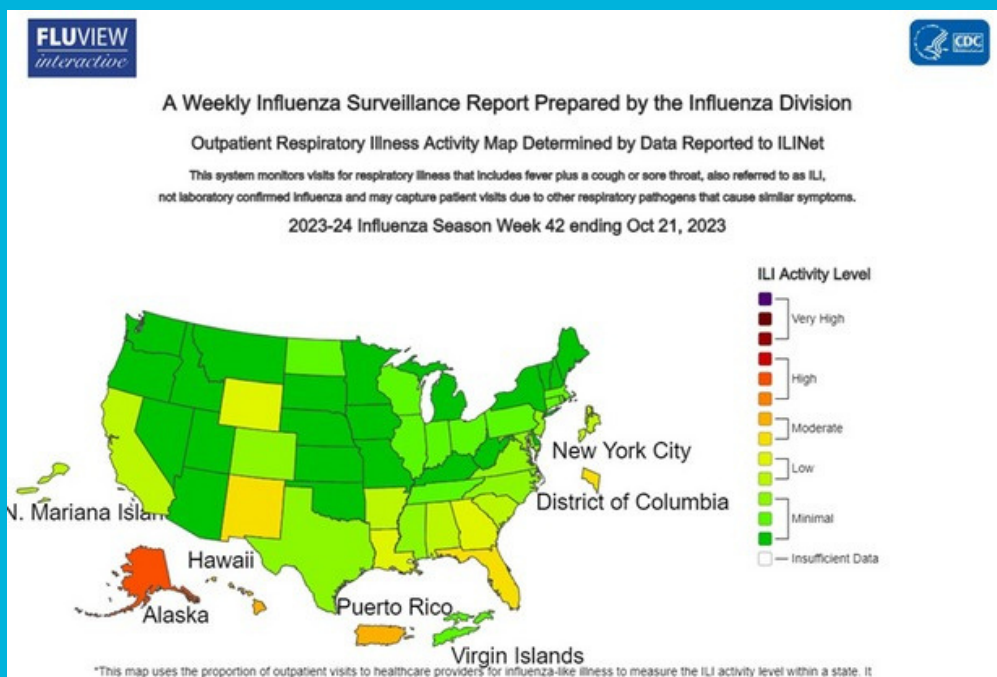 FLUVIEW
interactive
CDC
A Weekly Influenza Surveillance Report Prepared by the Influenza Division
Outpatient Respiratory Illness Activity Map Determined by Data Reported to ILINet
This system monitors visits for respiratory illness that includes fever plus a cough or sore throat, also referred to as ILI,
not laboratory confirmed influenza and may capture patient visits due to other respiratory pathogens that cause similar symptoms.
2023-24 Influenza Season Week 42 ending Oct 21, 2023
ILI Activity Level
Very High
High
Moderate
Low
Minimal
Insufficient Data
New York City
District of Columbia
N. Mariana Islan
Hawaii
Alaska
Puerto Rico
Virgin Islands
*This map uses the proportion of outpatient visits to healthcare providers for influenza-like illness to measure the ILI activity level within a state. It